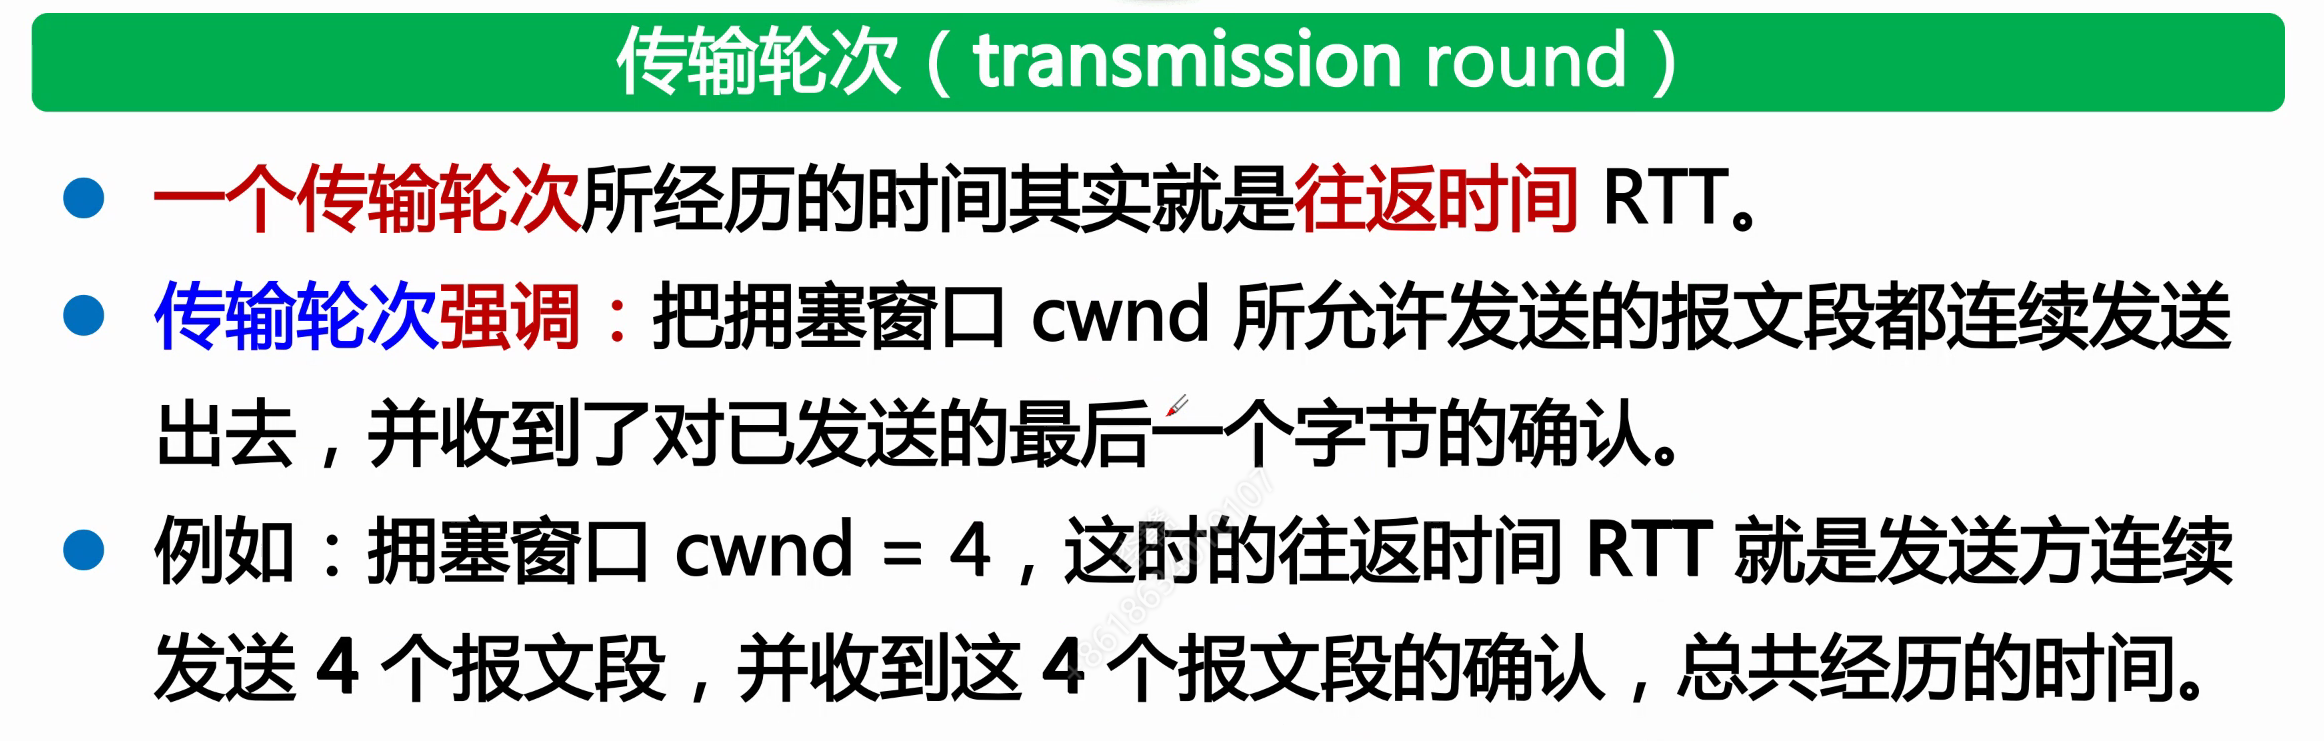 传输轮次（transmission round）
一个传输轮次所经历的时间其实就是往返时间 RTT。
传输轮次强调：把拥塞窗口 cwnd 所允许发送的报文段都连续发送
出去，并收到了对已发送的最后一个字节的确认。
例如：拥塞窗口 cwnd = 4，这时的往返时间 RTT 就是发送方连续
发送 4 个报文段，并收到这 4 个报文段的确认，总共经历的时间。